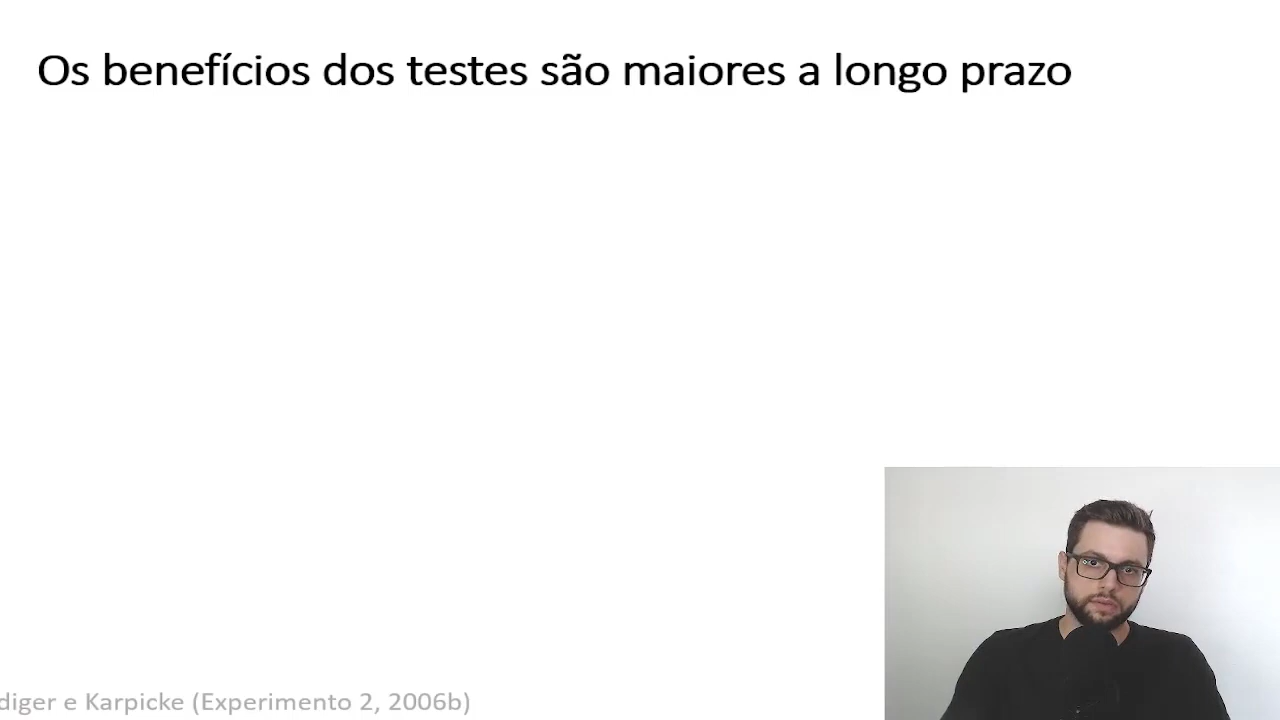 Os benefícios dos testes são maiores a longo prazo
diger e Karpicke (Experimento 2, 2006b)